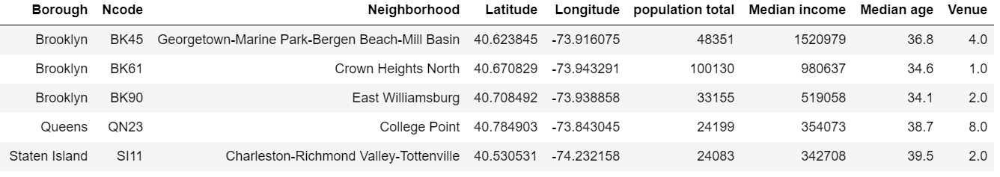 Borough Ncode Neighborhood Latitude Longitude population total Median income Median age Venue
Brooklyn BK45 Georgetown-Marine Park-Bergen Beach-Mill Basin 40.623845 -73.916075 48351 1520979 36.8 4.0
Brooklyn BK61 Crown Heights North 40.670829 -73.943291 100130 980637 34.6 1.0
Brooklyn BK90 East Williamsburg 40.708492 -73.938858 33155 519058 34.1 2.0
Queens QN23 College Point 40.784903 -73.843045 24199 354073 38.7 8.0
Staten Island SI11 Charleston-Richmond Valley-Tottenville 40.530531 -74.232158 24083 342708 39.5 2.0